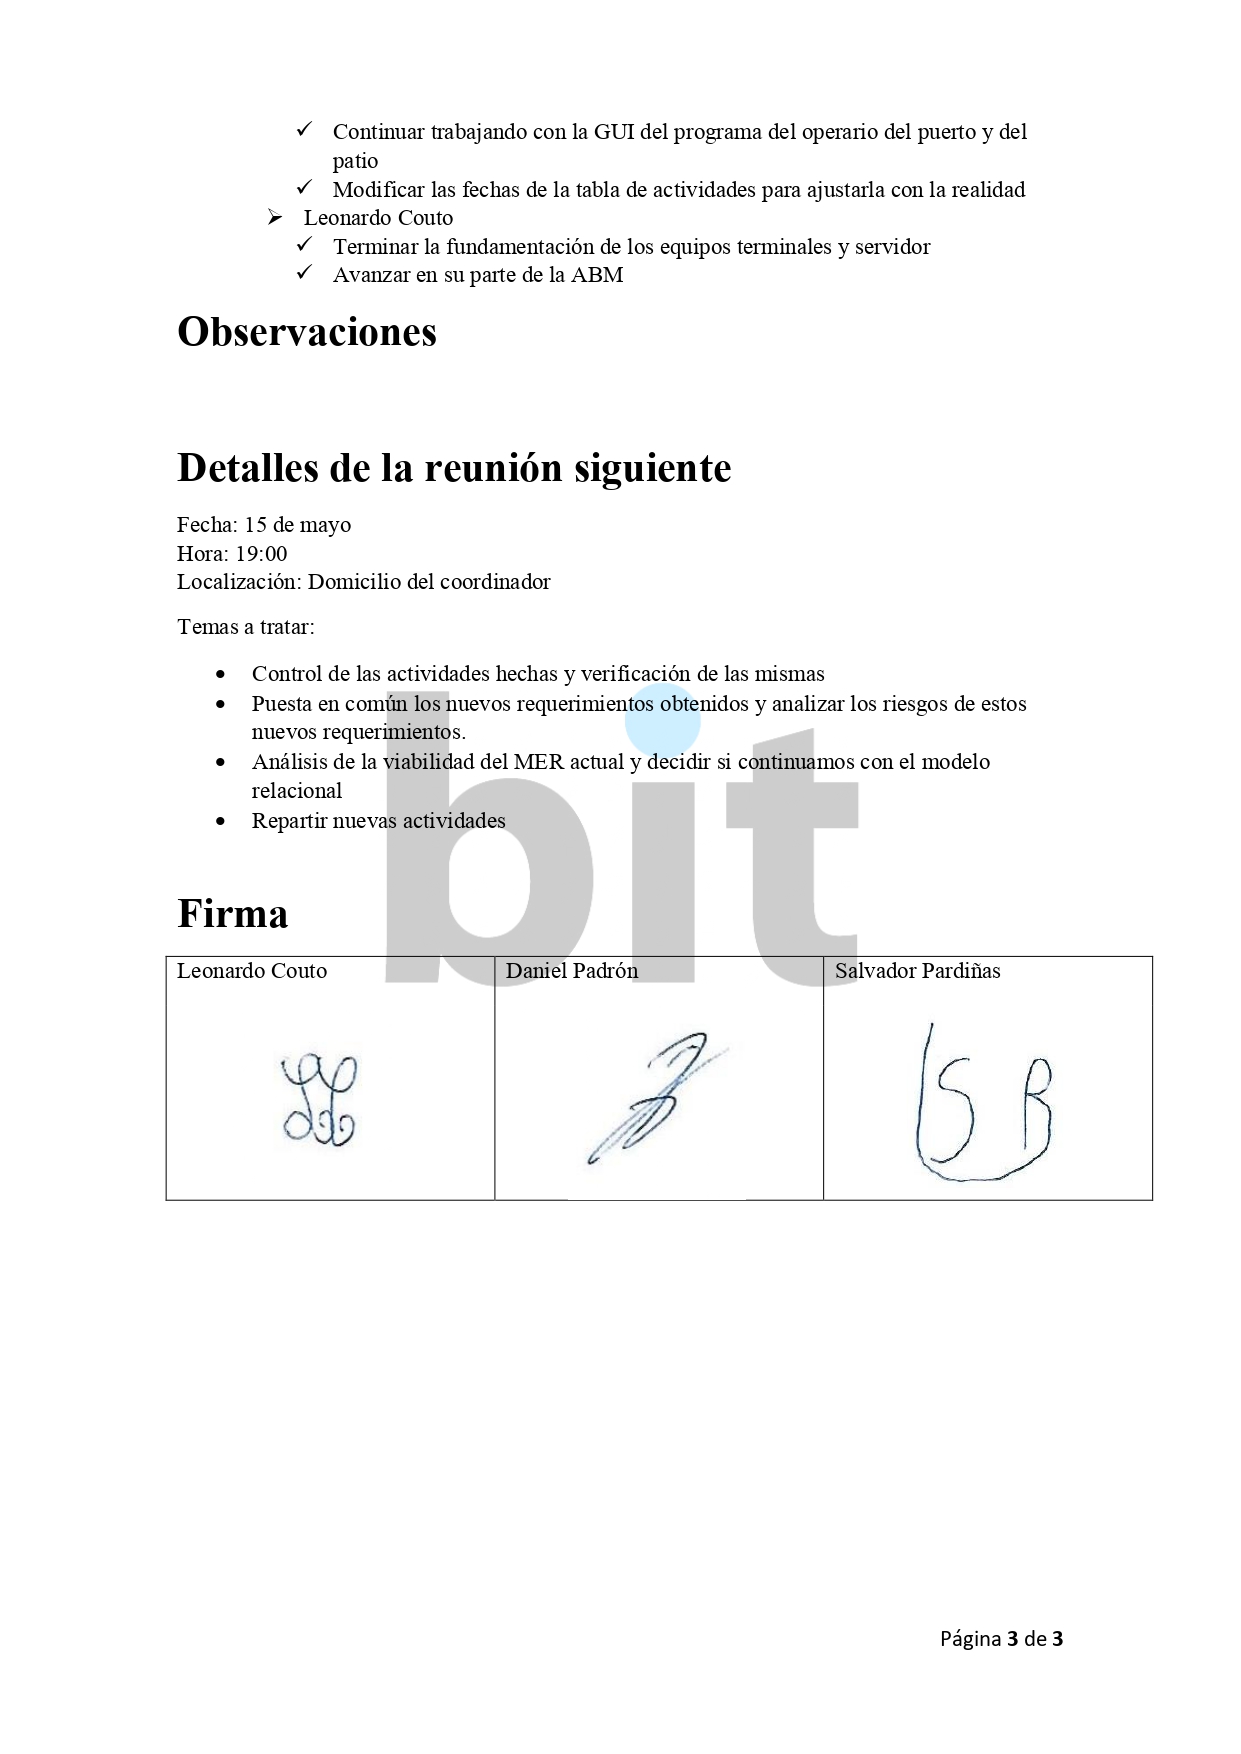 Continuar trabajando con la GUI del programa del operario del puerto y del
patio
Modificar las fechas de la tabla de actividades para ajustarla con la realidad
Leonardo Couto
Terminar la fundamentación de los equipos terminales y servidor
Avanzar en su parte de la ABM
Observaciones
Detalles de la reunión siguiente
Fecha: 15 de mayo
Hora: 19:00
Localización: Domicilio del coordinador
Temas a tratar:
Control de las actividades hechas y verificación de las mismas
Puesta en común los nuevos requerimientos obtenidos y analizar los riesgos de estos
nuevos requerimientos.
Análisis de la viabilidad del MER actual y decidir si continuamos con el modelo
relacional
Repartir nuevas actividades
bit
Firma
Leonardo Couto
Daniel Padrón
Salvador Pardiñas
Página 3 de 3